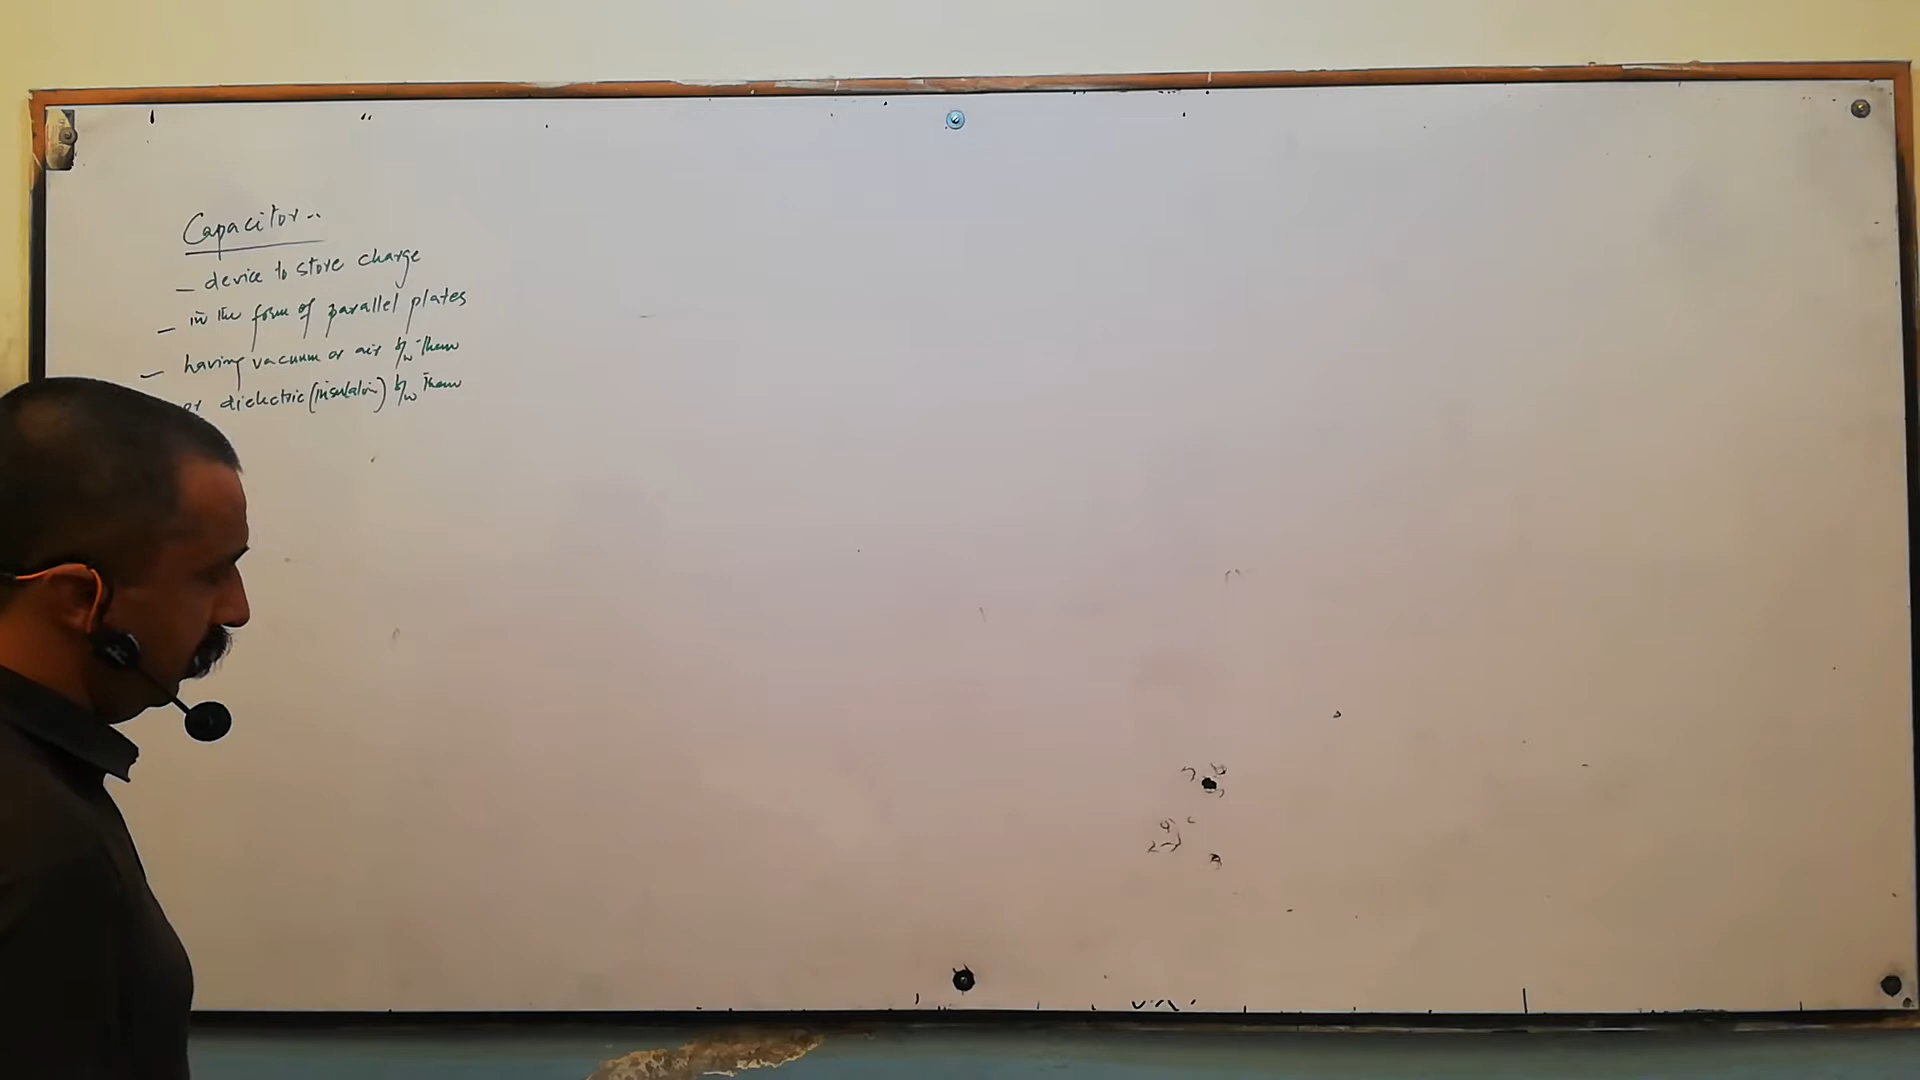 Capacitor..
— device to store charge
— in the form of parallel plates
— having vacuum or air b/w them
or dielectric (insulator) b/w them